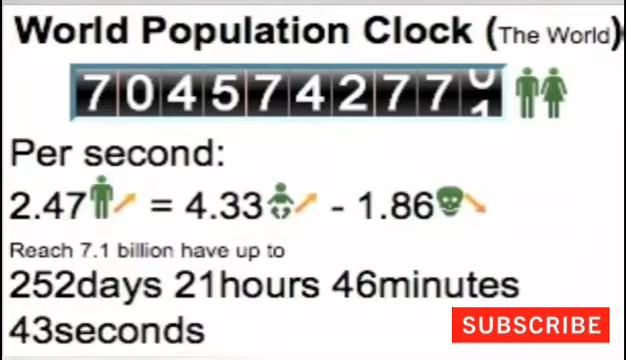 World Population Clock (The World)
704574277
Per second:
2.47 = 4.33 - 1.86
Reach 7.1 billion have up to
252days 21hours 46minutes
43seconds
SUBSCRIBE